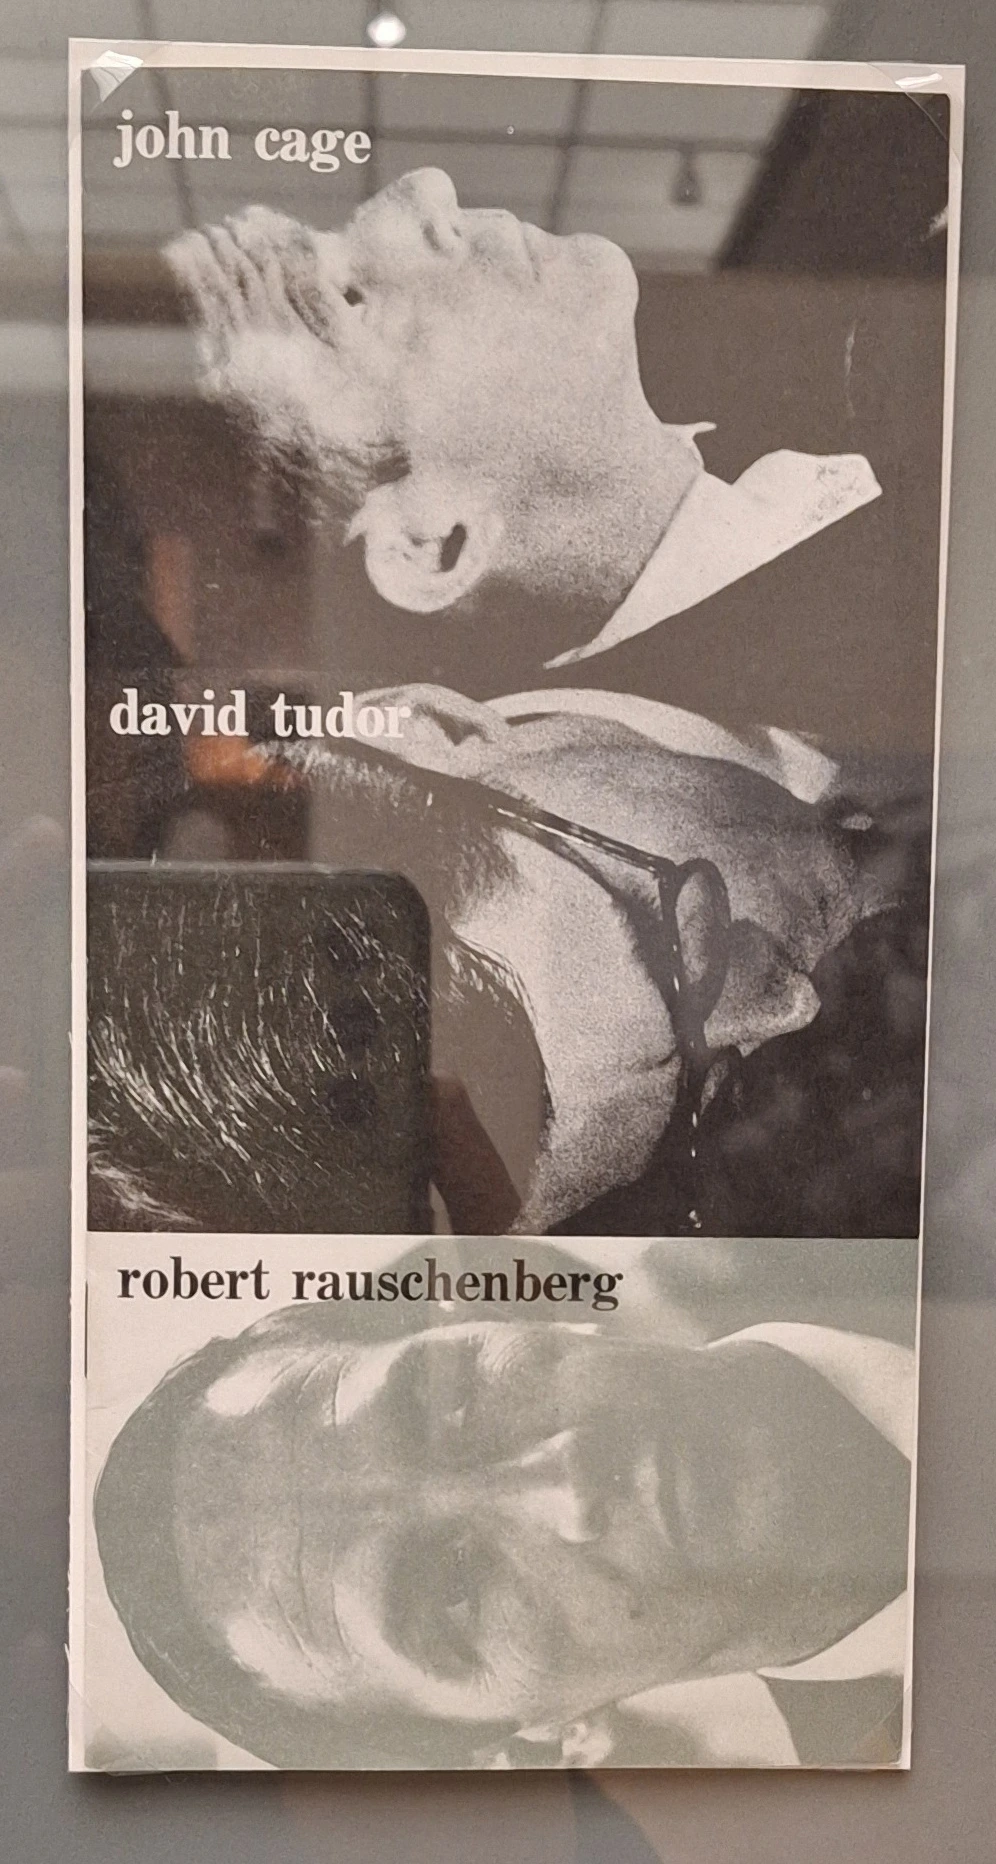 john cage
david tudor
robert rauschenberg